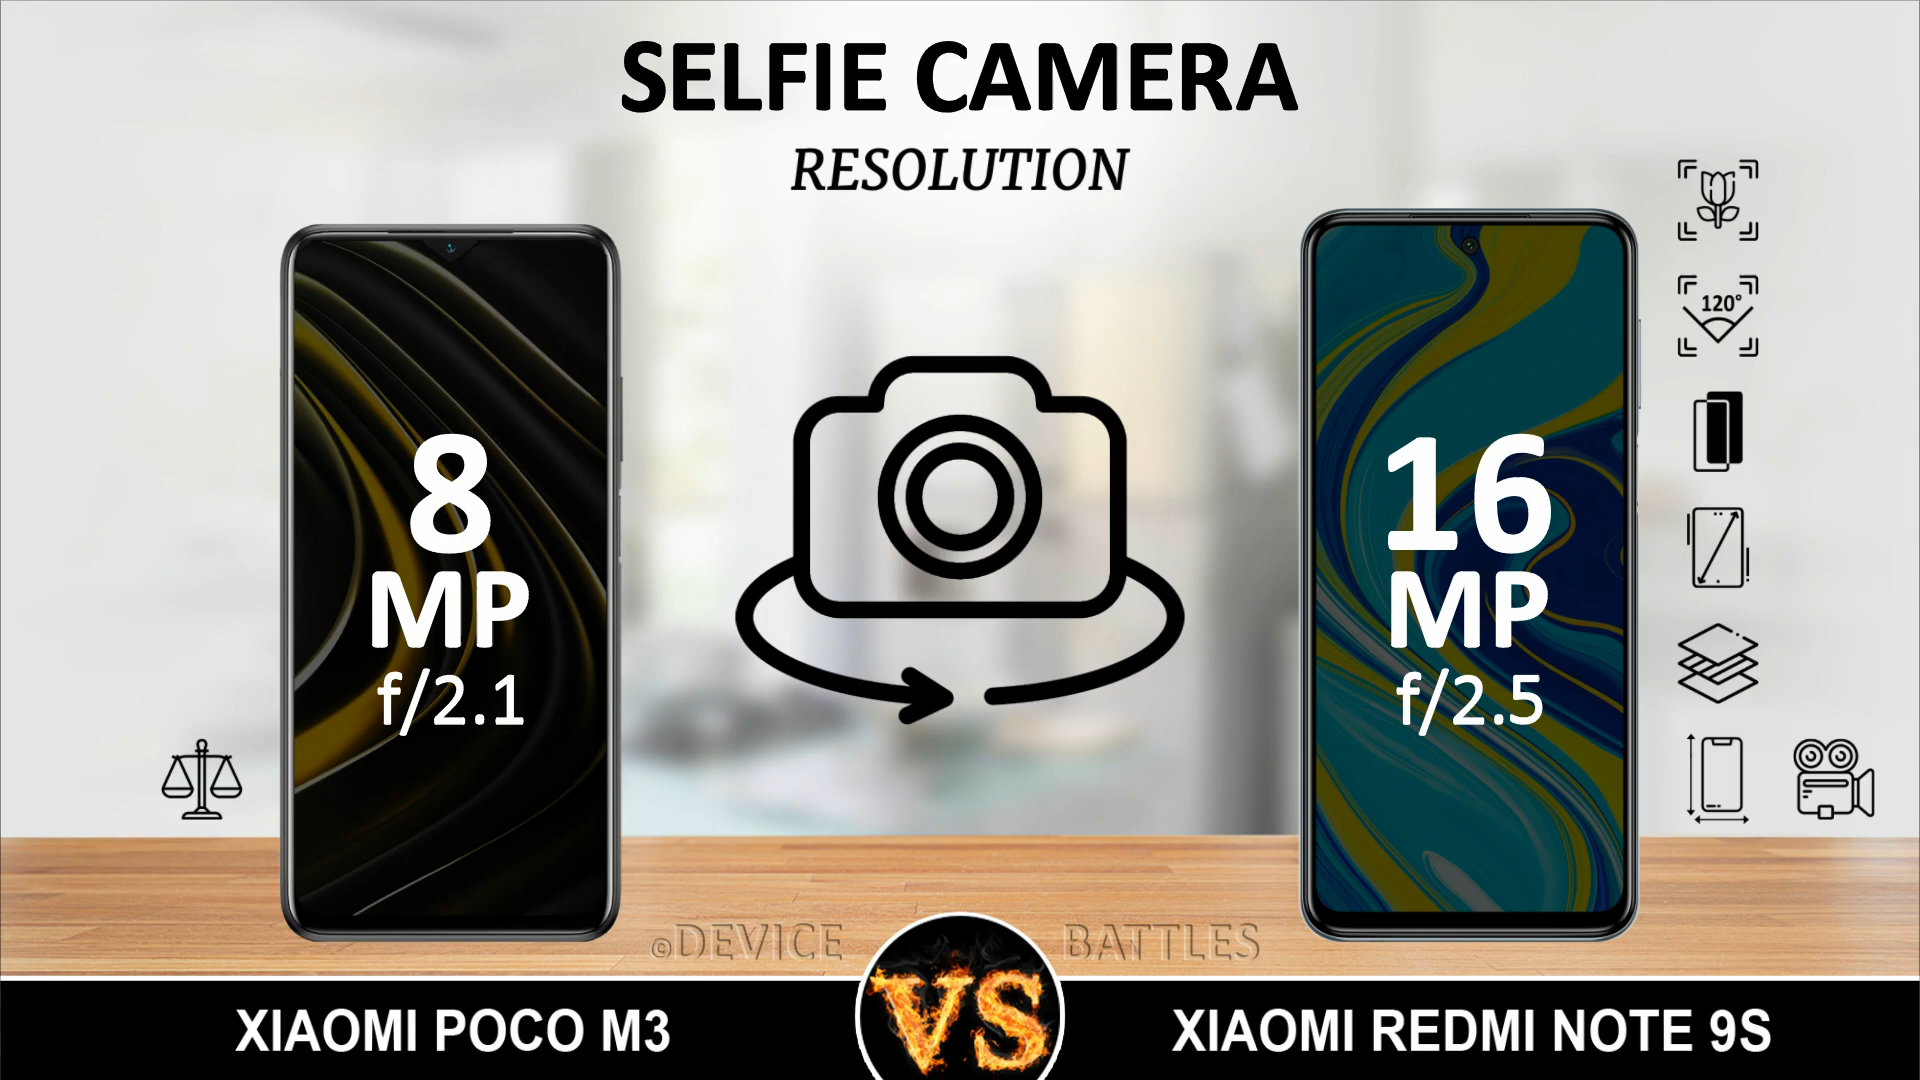 SELFIE CAMERA
RESOLUTION
8
MP
f/2.1
16
MP
f/2.5
120°
©DEVICE BATTLES
XIAOMI POCO M3
VS
XIAOMI REDMI NOTE 9S